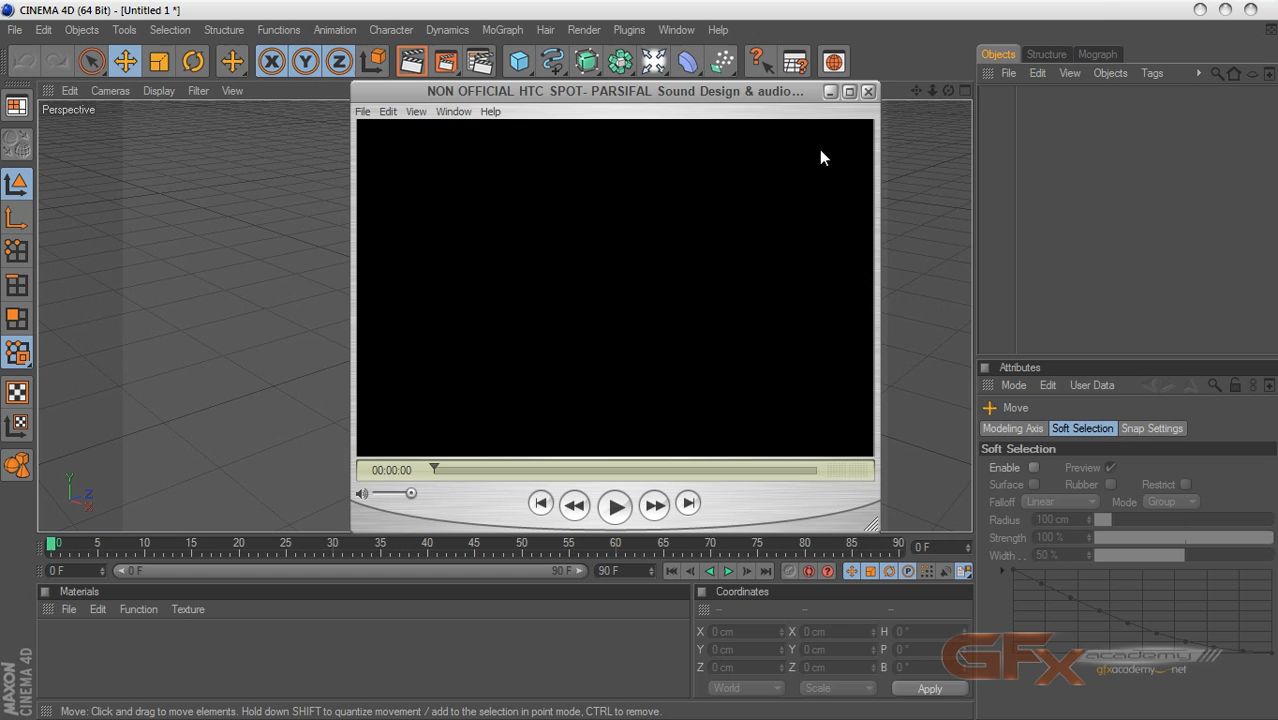 CINEMA 4D (64 Bit) - [Untitled 1 *]
File Edit Objects Tools Selection Structure Functions Animation Character Dynamics MoGraph Hair Render Plugins Window Help
Objects Structure Mograph
File Edit View Objects Tags
Edit Cameras Display Filter View
NON OFFICIAL HTC SPOT- PARSIFAL Sound Design & audio...
File Edit View Window Help
Perspective
00:00:00
Y
Z
X
Attributes
Mode Edit User Data
Move
Modeling Axis Soft Selection Snap Settings
Soft Selection
Enable Preview
Surface Rubber Restrict
Falloff Linear Mode Group
Radius 100 cm
Strength 100 %
Width . . 50 %
0 5 10 15 20 25 30 35 40 45 50 55 60 65 70 75 80 85 90 0 F
0 F 0 F 90 F 90 F
Materials
File Edit Function Texture
Coordinates
-- -- --
X 0 cm X 0 cm H 0 °
Y 0 cm Y 0 cm P 0 °
Z 0 cm Z 0 cm B 0 °
World Scale Apply
GFx academy
gfxacademy.net
MAXON
CINEMA 4D
Move: Click and drag to move elements. Hold down SHIFT to quantize movement / add to the selection in point mode, CTRL to remove.